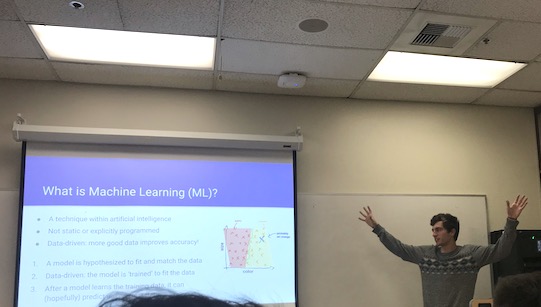 What is Machine Learning (ML)?
A technique within artificial intelligence
Not static or explicitly programmed
Data-driven: more good data improves accuracy!
1. A model is hypothesized to fit and match the data
2. Data-driven: the model is 'trained' to fit the data
3. After a model learns the training data, it can
(hopefully)